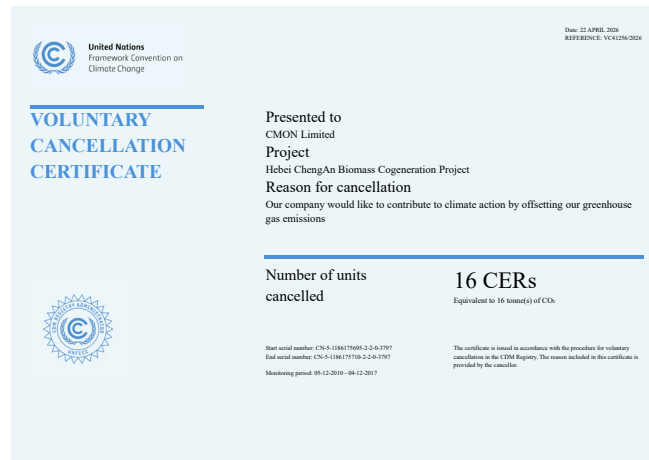 Date: 22 APRIL 2026
REFERENCE: VC41256/2026
United Nations
Framework Convention on
Climate Change
VOLUNTARY
CANCELLATION
CERTIFICATE
Presented to
CMON Limited
Project
Hebei ChengAn Biomass Cogeneration Project
Reason for cancellation
Our company would like to contribute to climate action by offsetting our greenhouse
gas emissions
Number of units
cancelled
16 CERs
Equivalent to 16 tonne(s) of CO₂
CDM REGISTRY ADMINISTRATOR
UNFCCC
Start serial number: CN-5-1186175695-2-2-0-3797
End serial number: CN-5-1186175710-2-2-0-3797
Monitoring period: 05-12-2010 - 04-12-2017
The certificate is issued in accordance with the procedure for voluntary
cancellation in the CDM Registry. The reason included in this certificate is
provided by the cancellor.